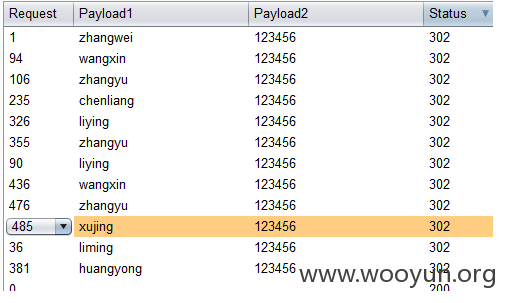 Request Payload1 Payload2 Status
1 zhangwei 123456 302
94 wangxin 123456 302
106 zhangyu 123456 302
235 chenliang 123456 302
326 liying 123456 302
355 zhangyu 123456 302
90 liying 123456 302
436 wangxin 123456 302
476 zhangyu 123456 302
485 xujing 123456 302
36 liming 123456 302
381 huangyong 123456 302
0 200
www.wooyun.org